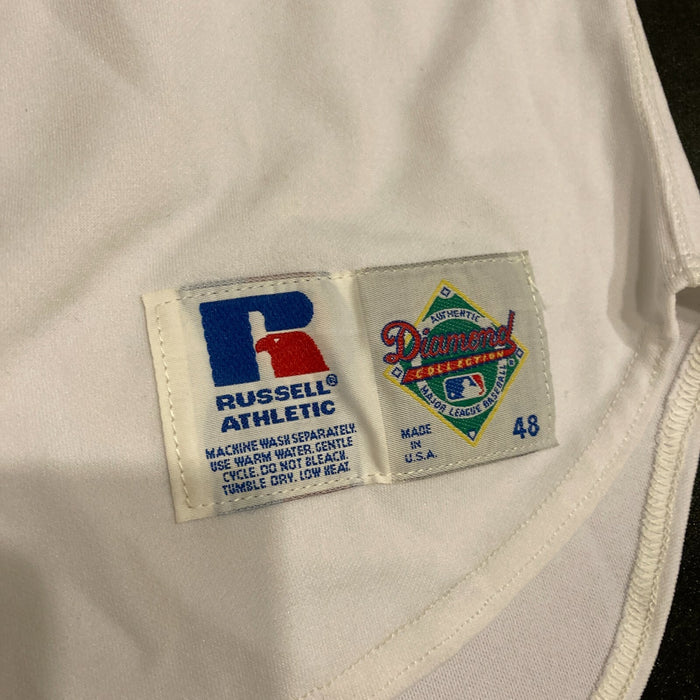 RUSSELL®
ATHLETIC
MACHINE WASH SEPARATELY.
USE WARM WATER. GENTLE
CYCLE. DO NOT BLEACH.
TUMBLE DRY. LOW HEAT.
AUTHENTIC
Diamond
COLLECTION
MAJOR LEAGUE BASEBALL
MADE
IN
U.S.A.
48